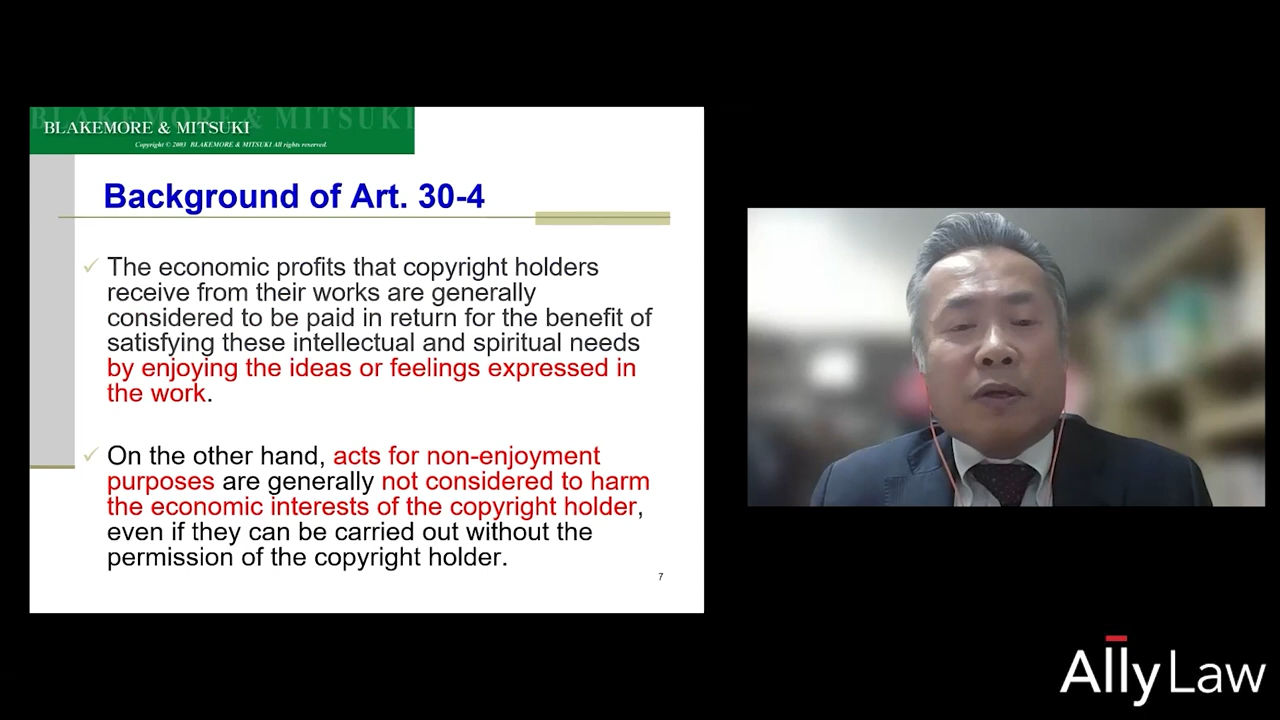 BLAKEMORE & MITSUKI
BLAKEMORE & MITSUKI
Copyright © 2003 BLAKEMORE & MITSUKI All rights reserved.
Background of Art. 30-4
✓ The economic profits that copyright holders
receive from their works are generally
considered to be paid in return for the benefit of
satisfying these intellectual and spiritual needs
by enjoying the ideas or feelings expressed in
the work.
✓ On the other hand, acts for non-enjoyment
purposes are generally not considered to harm
the economic interests of the copyright holder,
even if they can be carried out without the
permission of the copyright holder.
7
Ally Law